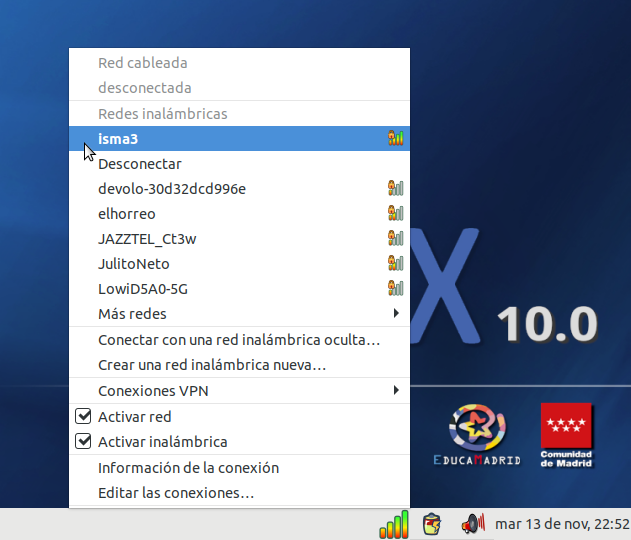 Red cableada
desconectada
Redes inalámbricas
isma3
Desconectar
devolo-30d32dcd996e
elhorreo
JAZZTEL_Ct3w
JulitoNeto
LowiD5A0-5G
Más redes
Conectar con una red inalámbrica oculta...
Crear una red inalámbrica nueva...
Conexiones VPN
Activar red
Activar inalámbrica
Información de la conexión
Editar las conexiones...
X 10.0
EDUCAMADRID
Comunidad
de Madrid
mar 13 de nov, 22:52